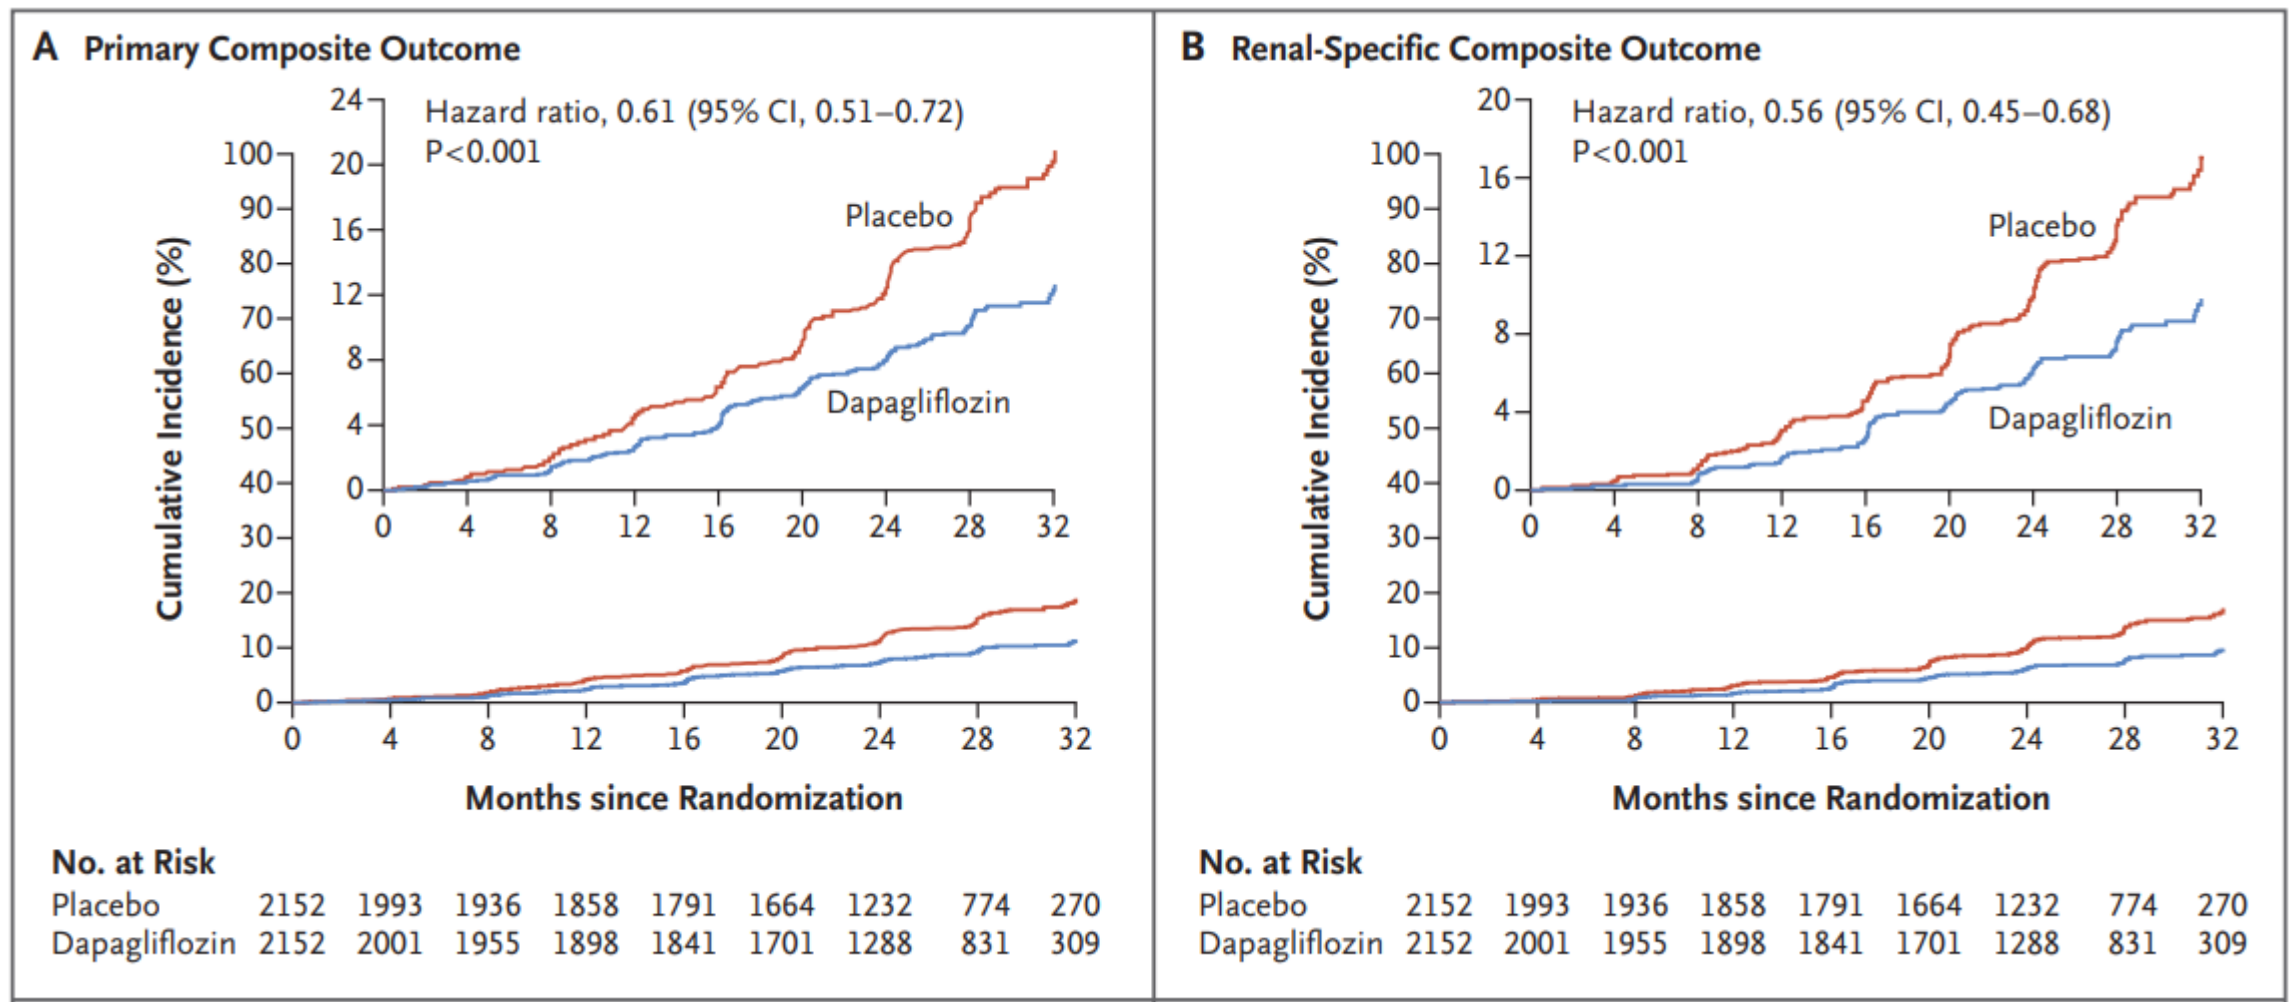 A Primary Composite Outcome
Hazard ratio, 0.61 (95% CI, 0.51–0.72)
P<0.001
Cumulative Incidence (%)
100
90
80
70
60
50
40
30
20
10
0
24
20
16
12
8
4
0
Placebo
Dapagliflozin
0 4 8 12 16 20 24 28 32
0 4 8 12 16 20 24 28 32
Months since Randomization
No. at Risk
Placebo 2152 1993 1936 1858 1791 1664 1232 774 270
Dapagliflozin 2152 2001 1955 1898 1841 1701 1288 831 309
B Renal-Specific Composite Outcome
Hazard ratio, 0.56 (95% CI, 0.45–0.68)
P<0.001
Cumulative Incidence (%)
100
90
80
70
60
50
40
30
20
10
0
20
16
12
8
4
0
Placebo
Dapagliflozin
0 4 8 12 16 20 24 28 32
0 4 8 12 16 20 24 28 32
Months since Randomization
No. at Risk
Placebo 2152 1993 1936 1858 1791 1664 1232 774 270
Dapagliflozin 2152 2001 1955 1898 1841 1701 1288 831 309